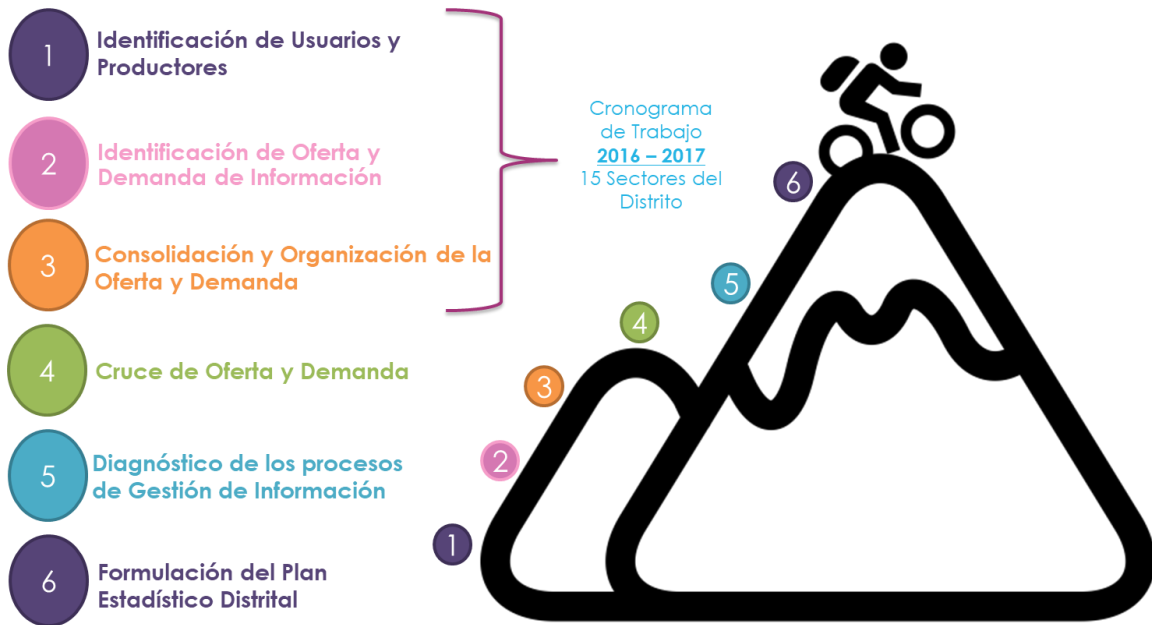 1
Identificación de Usuarios y
Productores
2
Identificación de Oferta y
Demanda de Información
3
Consolidación y Organización de la
Oferta y Demanda
4
Cruce de Oferta y Demanda
5
Diagnóstico de los procesos
de Gestión de Información
6
Formulación del Plan
Estadístico Distrital
Cronograma
de Trabajo
2016 – 2017
15 Sectores del
Distrito
6
5
4
3
2
1